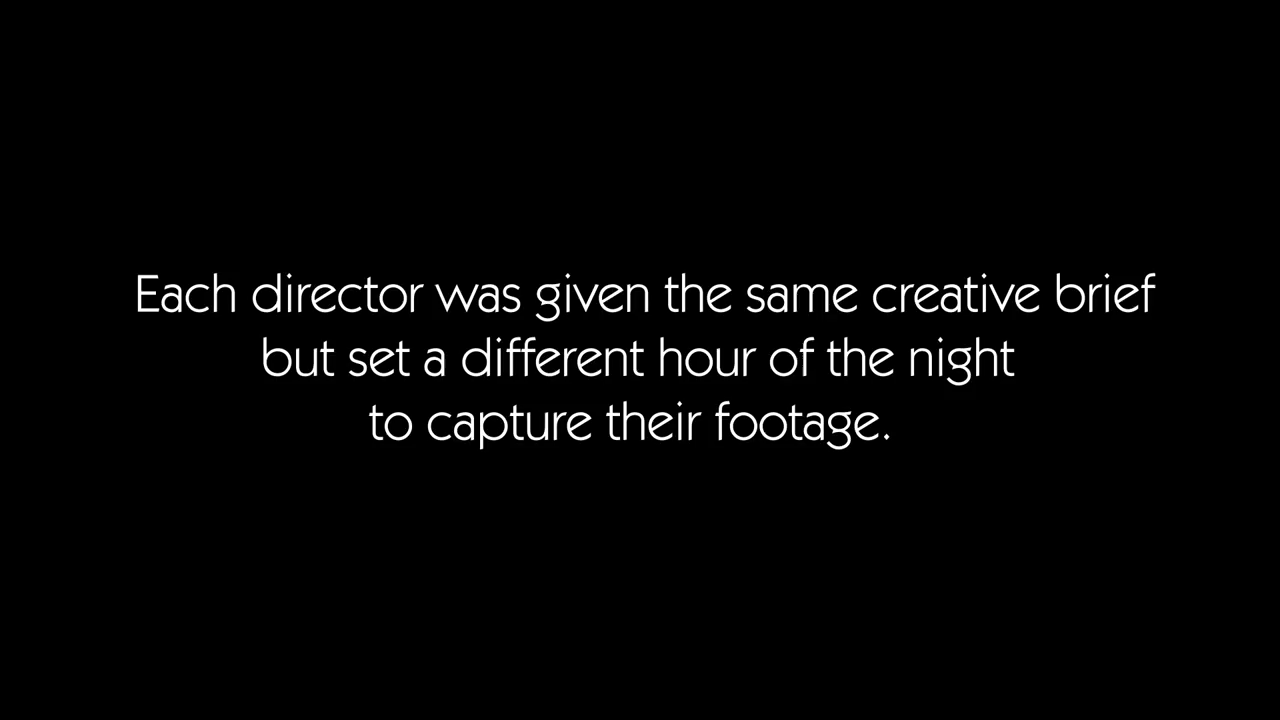 Each director was given the same creative brief
but set a different hour of the night
to capture their footage.